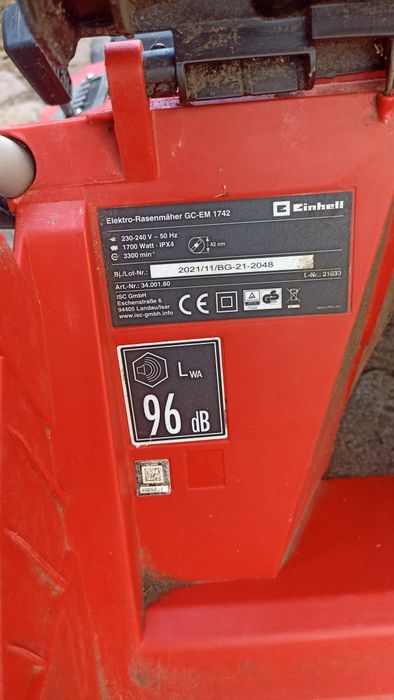 Elektro-Rasenmäher GC-EM 1742
Einhell
230-240 V ~ 50 Hz
1700 Watt · IPX4
42 cm
3300 min⁻¹
Bj./Lot-Nr.: 2021/11/BG-21-2048
I.-Nr.: 21030
Art.-Nr.: 34.001.60
ISC GmbH
Eschenstraße 6
94405 Landau/Isar
www.isc-gmbh.info
CE
GS
LWA
96 dB